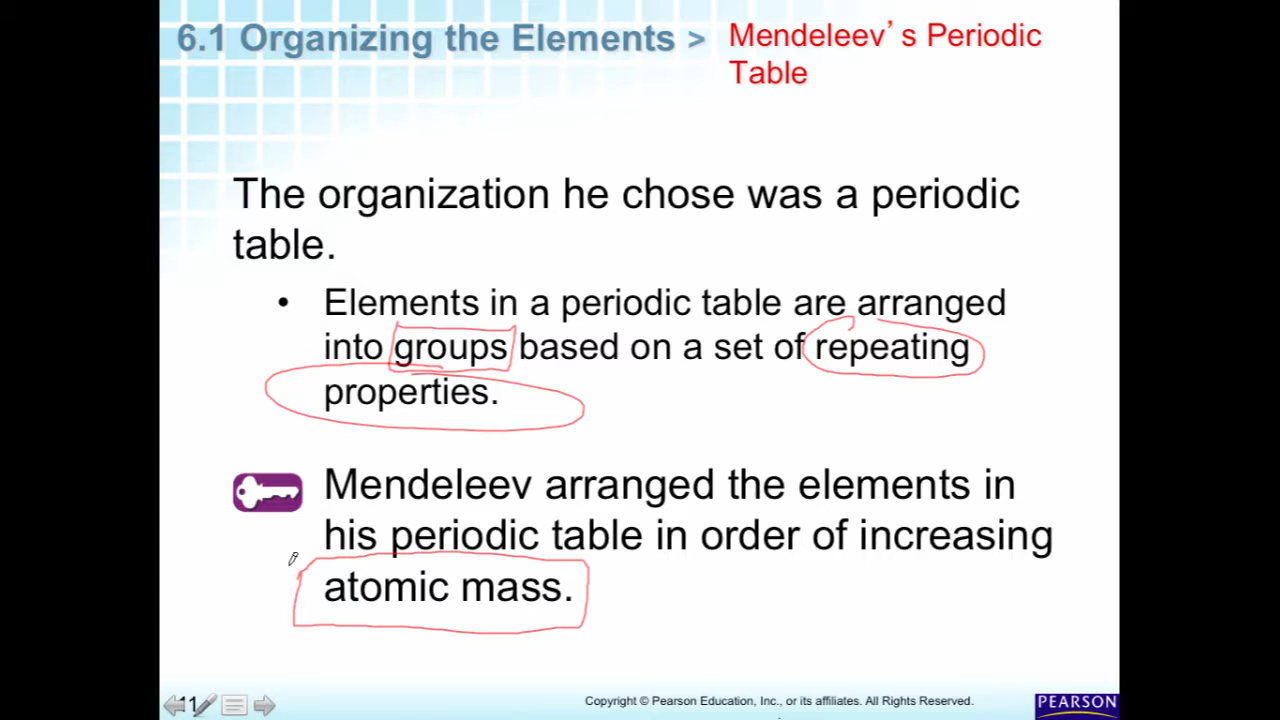 6.1 Organizing the Elements >
Mendeleev's Periodic
Table
The organization he chose was a periodic
table.
• Elements in a periodic table are arranged
into groups based on a set of repeating
properties.
Mendeleev arranged the elements in
his periodic table in order of increasing
atomic mass.
11
Copyright © Pearson Education, Inc., or its affiliates. All Rights Reserved.
PEARSON